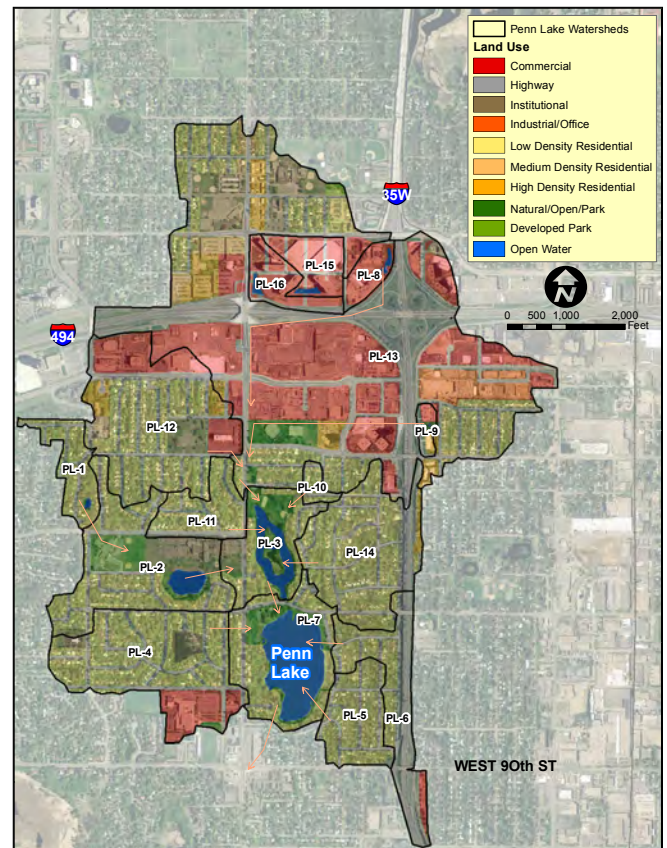 Penn Lake Watersheds
Land Use
Commercial
Highway
Institutional
Industrial/Office
Low Density Residential
Medium Density Residential
High Density Residential
Natural/Open/Park
Developed Park
Open Water
35W
N
0 500 1,000 2,000
Feet
494
PL-15
PL-16
PL-8
PL-13
PL-12
PL-9
PL-1
PL-10
PL-11
PL-3
PL-14
PL-2
PL-7
PL-4
Penn
Lake
PL-5
PL-6
WEST 90th ST